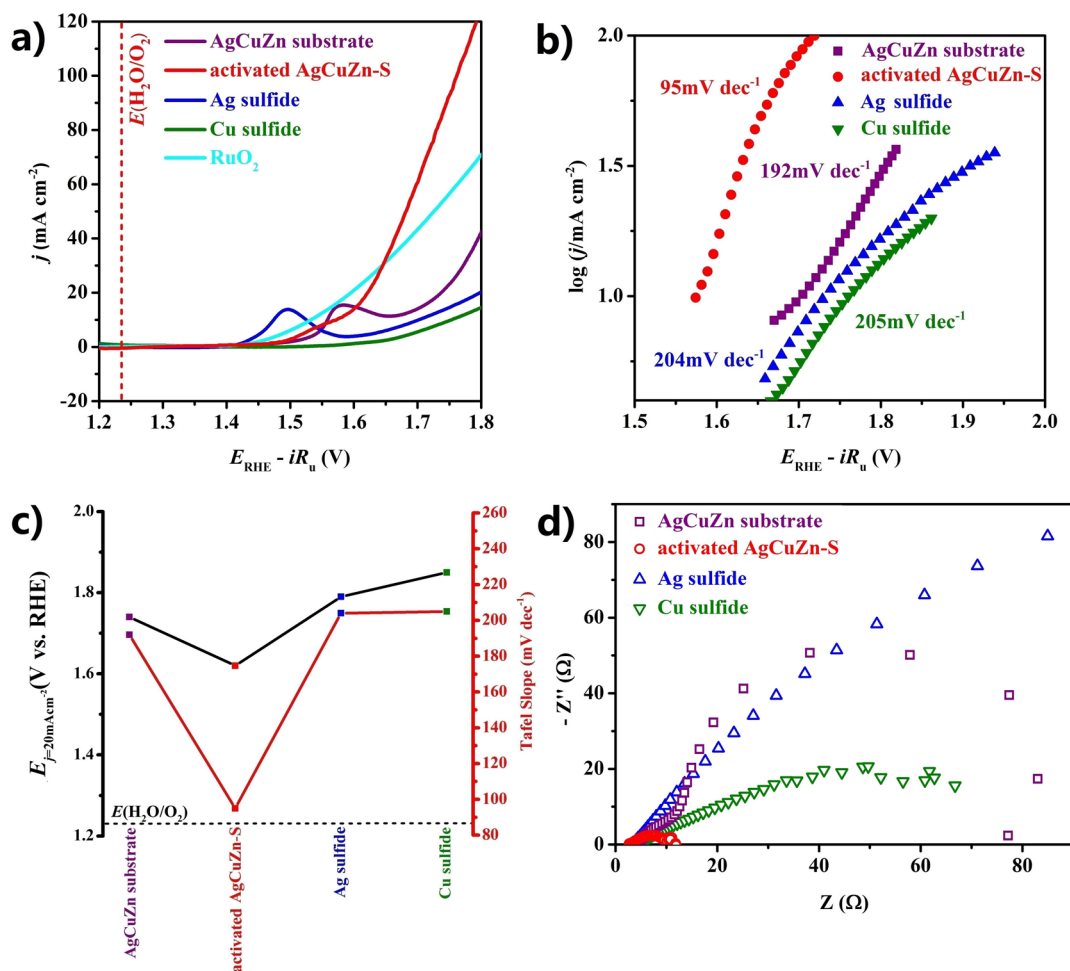 a)
120
100
80
60
40
20
0
-20
j (mA cm⁻²)
E(H₂O/O₂)
AgCuZn substrate
activated AgCuZn-S
Ag sulfide
Cu sulfide
RuO₂
1.2 1.3 1.4 1.5 1.6 1.7 1.8
E_RHE - iR_u (V)
b)
2.0
1.5
1.0
log (j/mA cm⁻²)
AgCuZn substrate
activated AgCuZn-S
Ag sulfide
Cu sulfide
95mV dec⁻¹
192mV dec⁻¹
205mV dec⁻¹
204mV dec⁻¹
1.5 1.6 1.7 1.8 1.9 2.0
E_RHE - iR_u (V)
c)
2.0
1.8
1.6
1.4
1.2
E_j=20mAcm⁻² (V vs. RHE)
E(H₂O/O₂)
260
240
220
200
180
160
140
120
100
80
Tafel Slope (mV dec⁻¹)
AgCuZn substrate
activated AgCuZn-S
Ag sulfide
Cu sulfide
d)
80
60
40
20
0
- Z'' (Ω)
AgCuZn substrate
activated AgCuZn-S
Ag sulfide
Cu sulfide
0 20 40 60 80
Z (Ω)